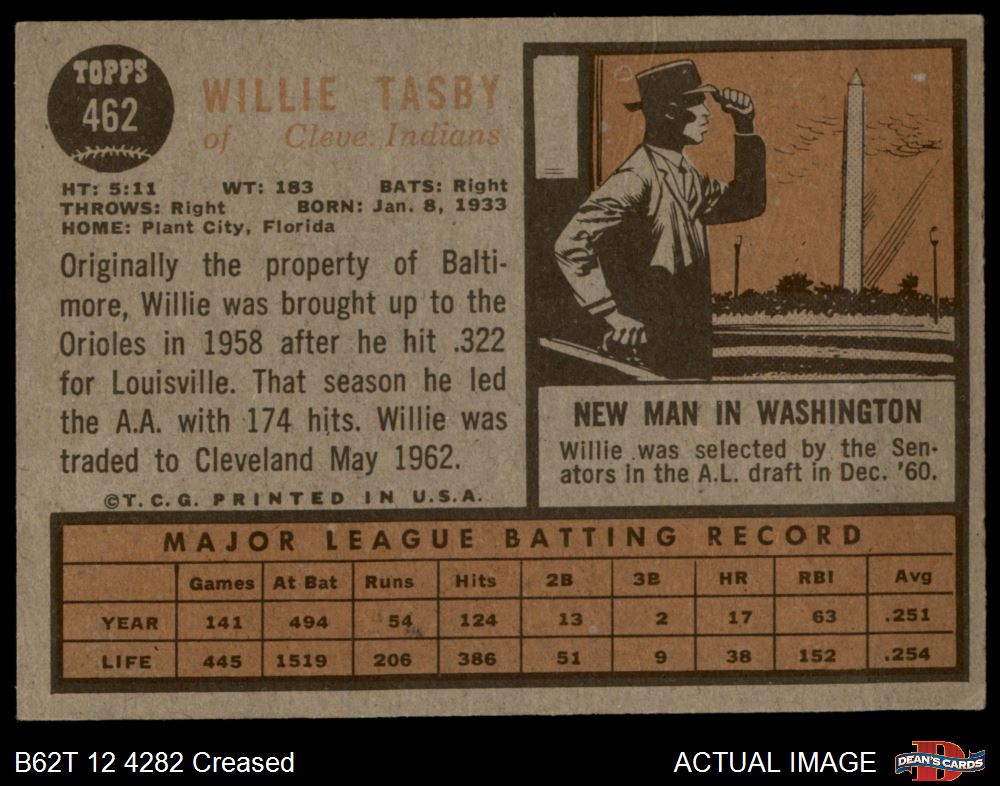 TOPPS
462
WILLIE TASBY
of Cleve. Indians
HT: 5:11 WT: 183 BATS: Right
THROWS: Right BORN: Jan. 8, 1933
HOME: Plant City, Florida
Originally the property of Balti-
more, Willie was brought up to the
Orioles in 1958 after he hit .322
for Louisville. That season he led
the A.A. with 174 hits. Willie was
traded to Cleveland May 1962.
©T.C.G. PRINTED IN U.S.A.
NEW MAN IN WASHINGTON
Willie was selected by the Sen-
ators in the A.L. draft in Dec. '60.
MAJOR LEAGUE BATTING RECORD
Games At Bat Runs Hits 2B 3B HR RBI Avg
YEAR 141 494 54 124 13 2 17 63 .251
LIFE 445 1519 206 386 51 9 38 152 .254
B62T 12 4282 Creased
ACTUAL IMAGE
D
DEAN'S CARDS